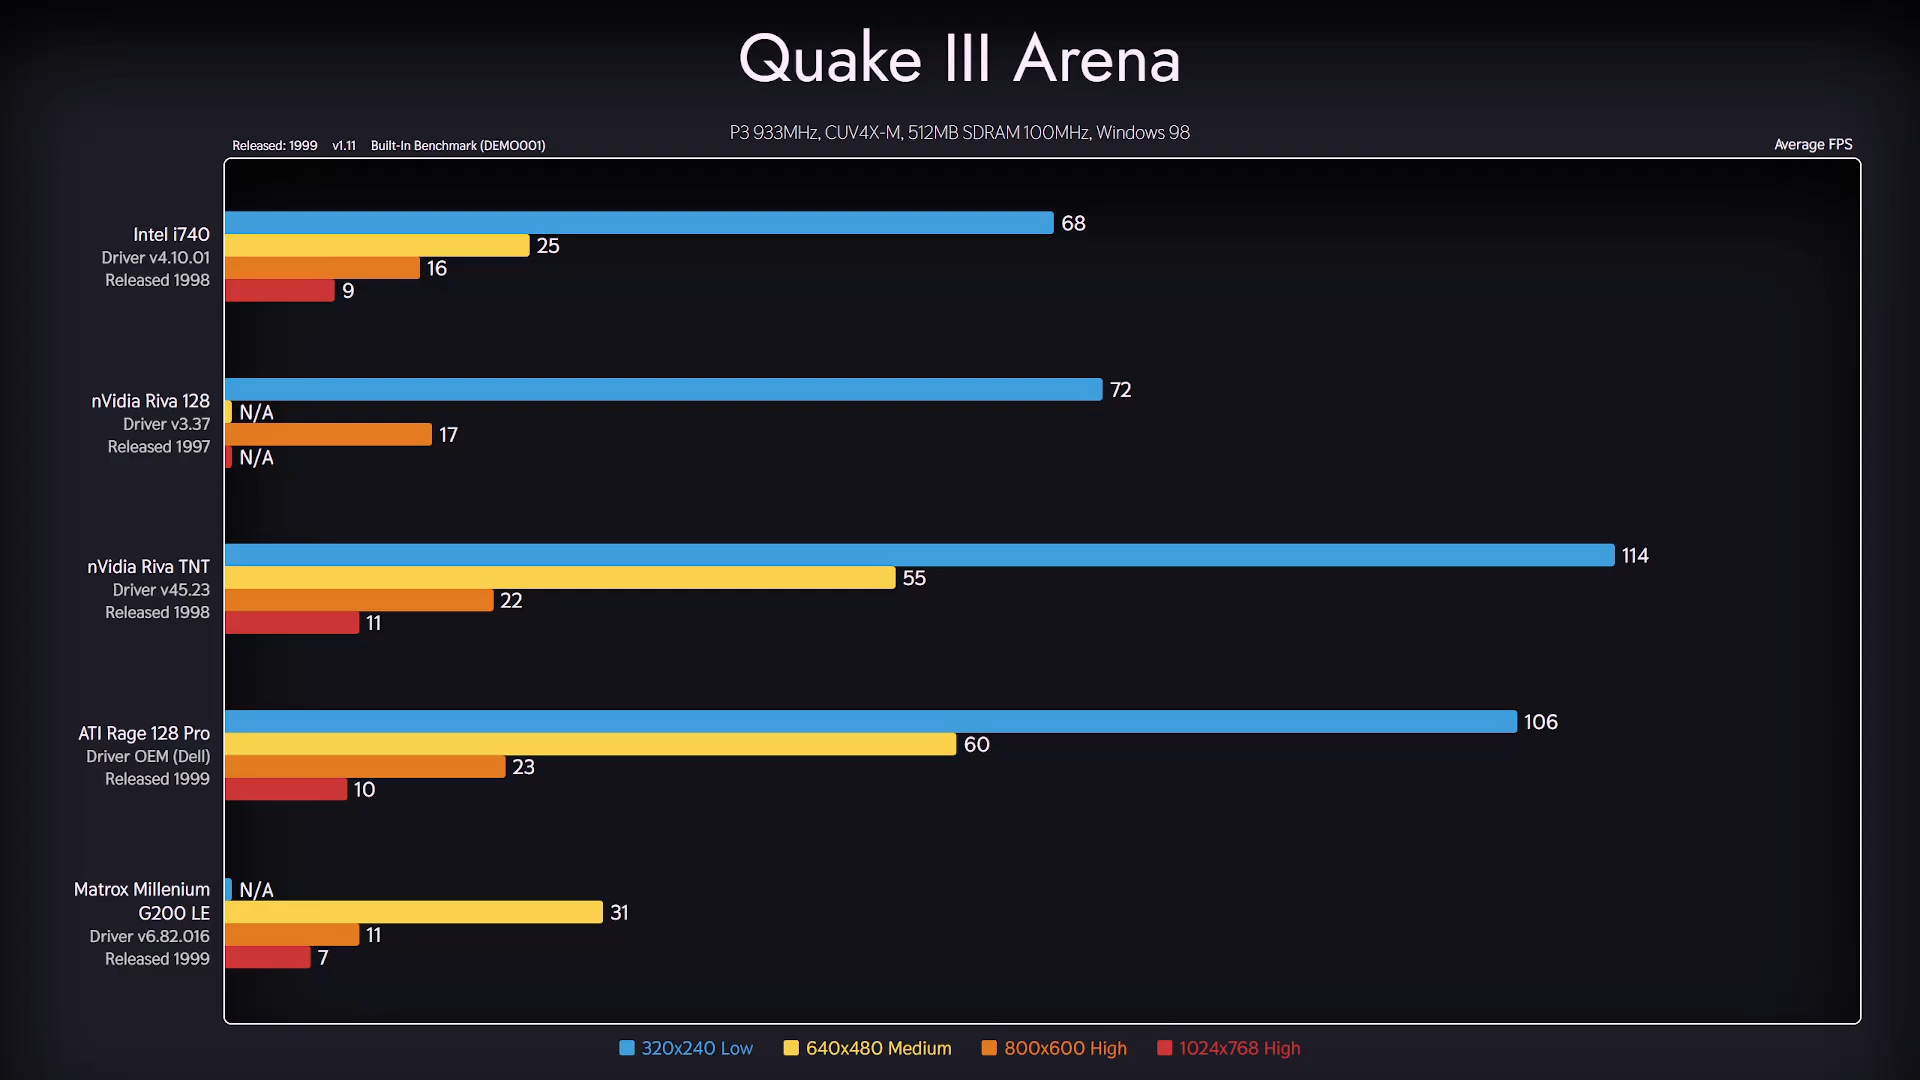 Quake III Arena
P3 933MHz, CUV4X-M, 512MB SDRAM 100MHz, Windows 98
Released: 1999 v1.11 Built-In Benchmark (DEMO001)
Average FPS
Intel i740
Driver v4.10.01
Released 1998
68
25
16
9
nVidia Riva 128
Driver v3.37
Released 1997
72
N/A
17
N/A
nVidia Riva TNT
Driver v45.23
Released 1998
114
55
22
11
ATI Rage 128 Pro
Driver OEM (Dell)
Released 1999
106
60
23
10
Matrox Millenium
G200 LE
Driver v6.82.016
Released 1999
N/A
31
11
7
320x240 Low 640x480 Medium 800x600 High 1024x768 High